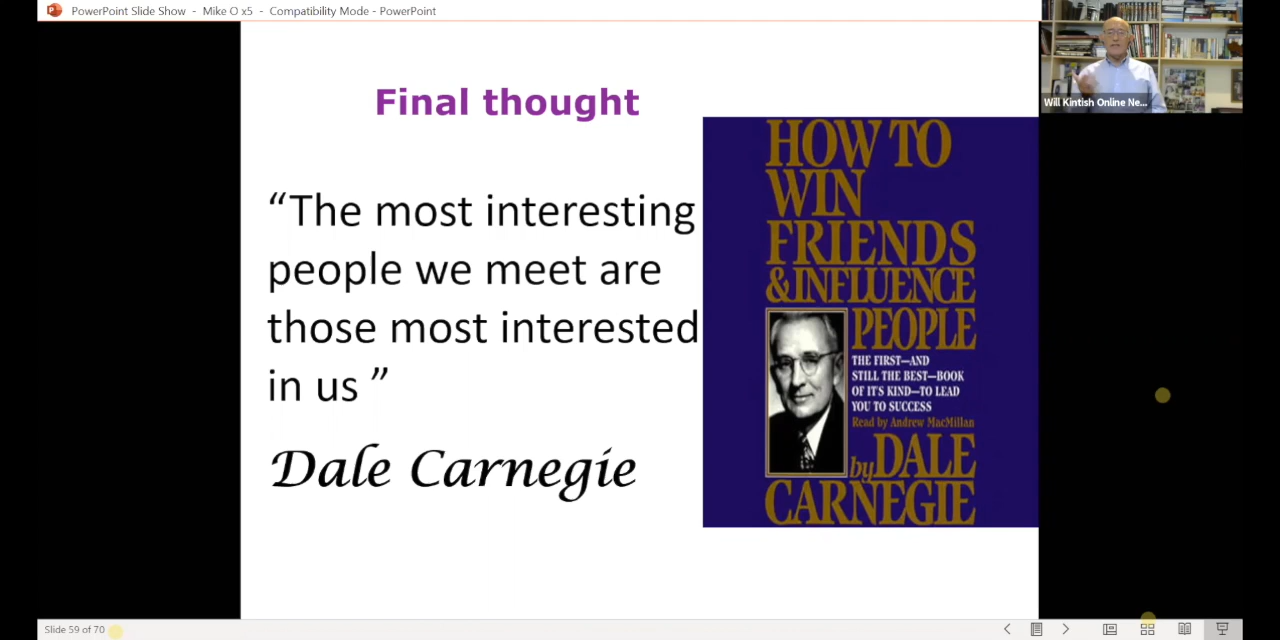 PowerPoint Slide Show - Mike O x5 - Compatibility Mode - PowerPoint
Will Kintish Online Ne...
Final thought
“The most interesting
people we meet are
those most interested
in us ”
Dale Carnegie
HOW TO
WIN
FRIENDS
& INFLUENCE
PEOPLE
THE FIRST—AND
STILL THE BEST—BOOK
OF IT'S KIND—TO LEAD
YOU TO SUCCESS
Read by Andrew MacMillan
by DALE
CARNEGIE
Slide 59 of 70